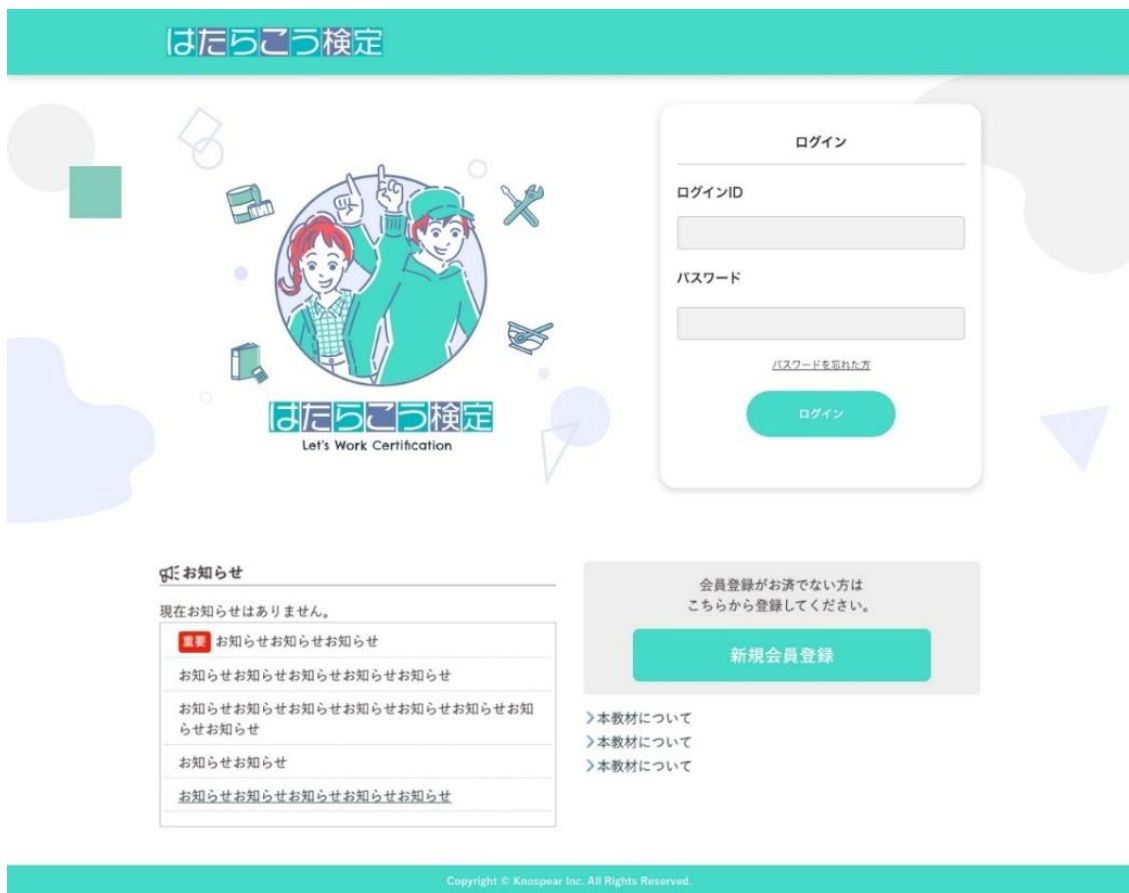 はたらこう検定
はたらこう検定
Let's Work Certification
ログイン
ログインID
パスワード
パスワードを忘れた方
ログイン
お知らせ
現在お知らせはありません。
重要 お知らせお知らせお知らせ
お知らせお知らせお知らせお知らせお知らせ
お知らせお知らせお知らせお知らせお知らせお知らせお知
らせお知らせ
お知らせお知らせ
お知らせお知らせお知らせお知らせお知らせ
会員登録がお済でない方は
こちらから登録してください。
新規会員登録
本教材について
本教材について
本教材について
Copyright © Knospear Inc. All Rights Reserved.